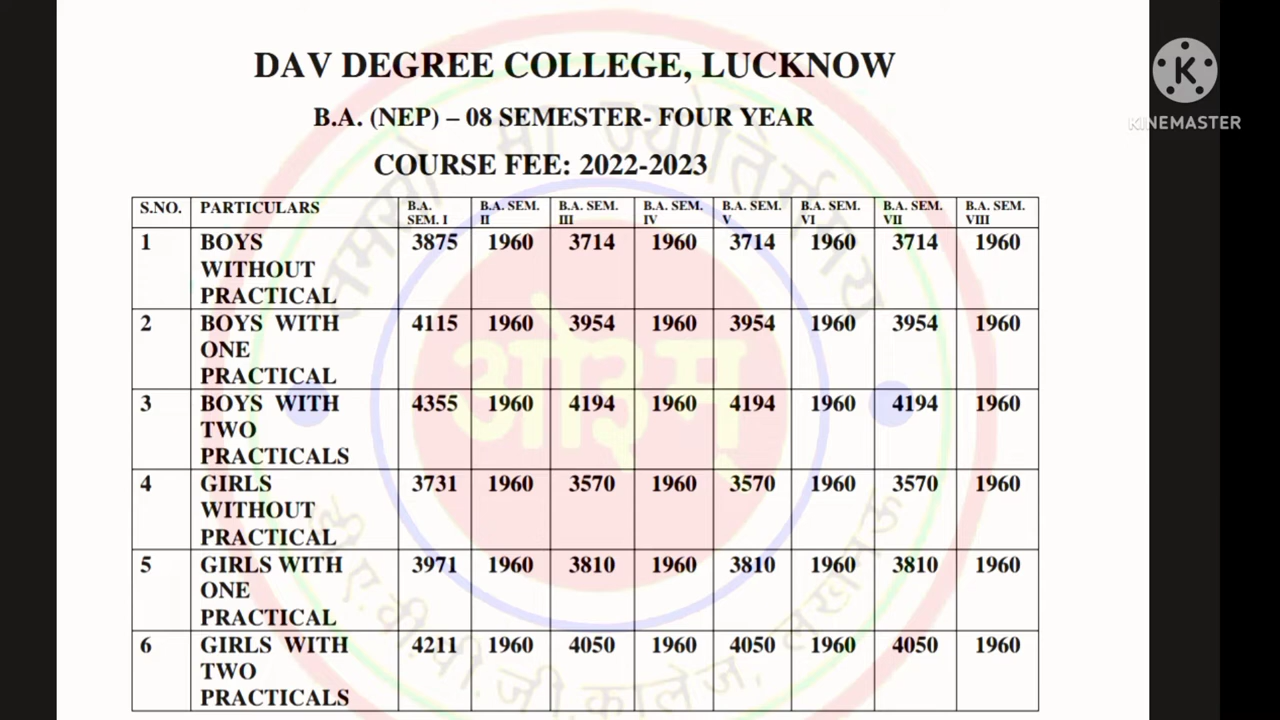 DAV DEGREE COLLEGE, LUCKNOW
B.A. (NEP) – 08 SEMESTER- FOUR YEAR
COURSE FEE: 2022-2023
KINEMASTER
S.NO. PARTICULARS B.A. SEM. I B.A. SEM. II B.A. SEM. III B.A. SEM. IV B.A. SEM. V B.A. SEM. VI B.A. SEM. VII B.A. SEM. VIII
1 BOYS 3875 1960 3714 1960 3714 1960 3714 1960
WITHOUT
PRACTICAL
2 BOYS WITH 4115 1960 3954 1960 3954 1960 3954 1960
ONE
PRACTICAL
3 BOYS WITH 4355 1960 4194 1960 4194 1960 4194 1960
TWO
PRACTICALS
4 GIRLS 3731 1960 3570 1960 3570 1960 3570 1960
WITHOUT
PRACTICAL
5 GIRLS WITH 3971 1960 3810 1960 3810 1960 3810 1960
ONE
PRACTICAL
6 GIRLS WITH 4211 1960 4050 1960 4050 1960 4050 1960
TWO
PRACTICALS
तमसो मा ज्योतिर्गमय
ओ३म्
डी.ए.वी.पी.जी.कालेज, लखनऊ